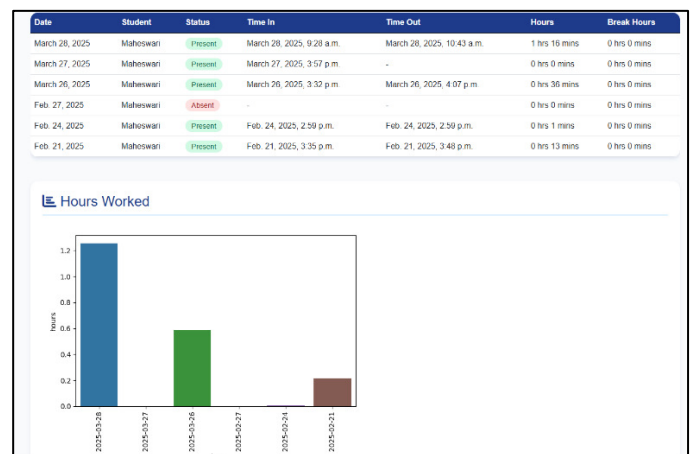 Date Student Status Time In Time Out Hours Break Hours
March 28, 2025 Maheswari Present March 28, 2025, 9:28 a.m. March 28, 2025, 10:43 a.m. 1 hrs 16 mins 0 hrs 0 mins
March 27, 2025 Maheswari Present March 27, 2025, 3:57 p.m. - 0 hrs 0 mins 0 hrs 0 mins
March 26, 2025 Maheswari Present March 26, 2025, 3:32 p.m. March 26, 2025, 4:07 p.m. 0 hrs 36 mins 0 hrs 0 mins
Feb. 27, 2025 Maheswari Absent - - 0 hrs 0 mins 0 hrs 0 mins
Feb. 24, 2025 Maheswari Present Feb. 24, 2025, 2:59 p.m. Feb. 24, 2025, 2:59 p.m. 0 hrs 1 mins 0 hrs 0 mins
Feb. 21, 2025 Maheswari Present Feb. 21, 2025, 3:35 p.m. Feb. 21, 2025, 3:48 p.m. 0 hrs 13 mins 0 hrs 0 mins
Hours Worked
1.2
1.0
0.8
0.6
0.4
0.2
0.0
hours
2025-03-28
2025-03-27
2025-03-26
2025-02-27
2025-02-24
2025-02-21